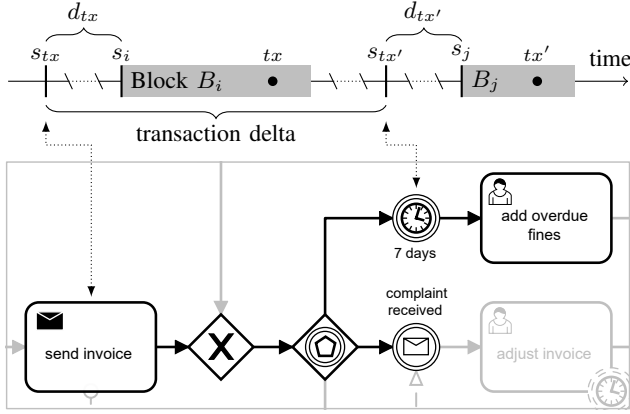 d_tx d_tx′
s_tx s_i tx s_tx′ s_j tx′ time
Block B_i B_j
transaction delta
add overdue
fines
7 days
complaint
received
send invoice X adjust invoice